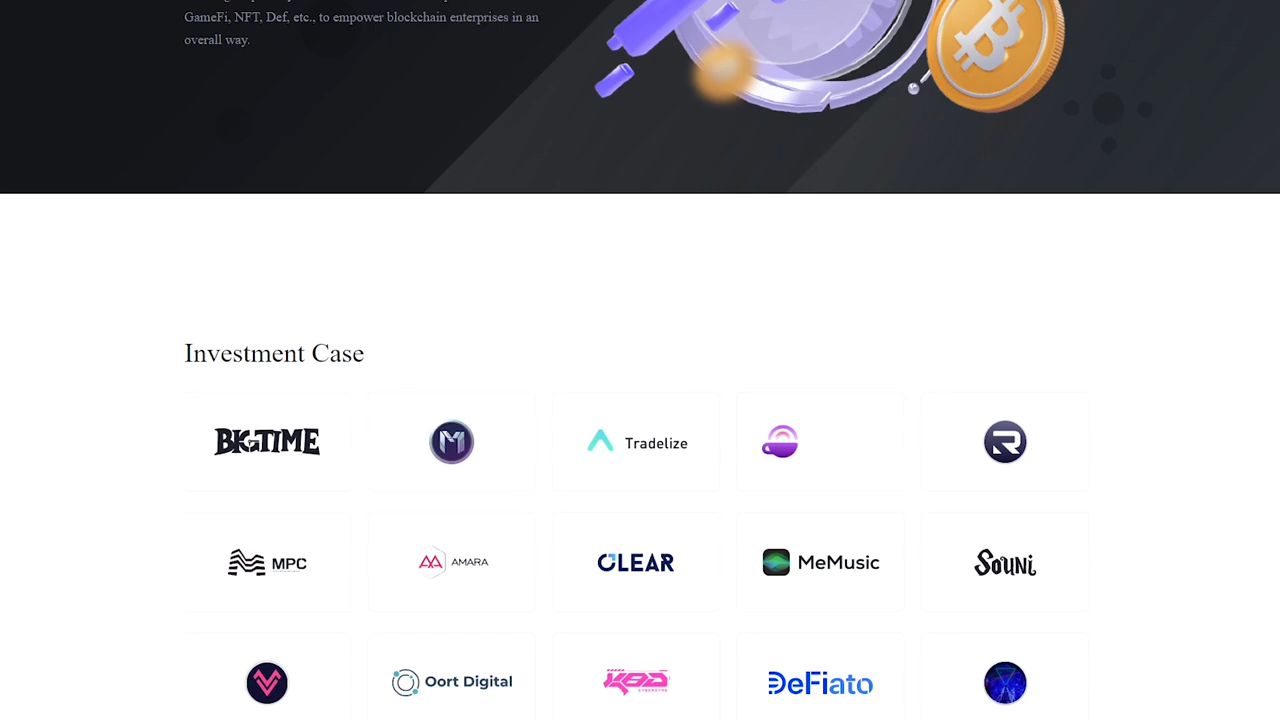 GameFi, NFT, Def, etc., to empower blockchain enterprises in an
overall way.
Investment Case
BIGTIME
Tradelize
MPC
AMARA
CLEAR
MeMusic
Souni
Oort Digital
DeFiato